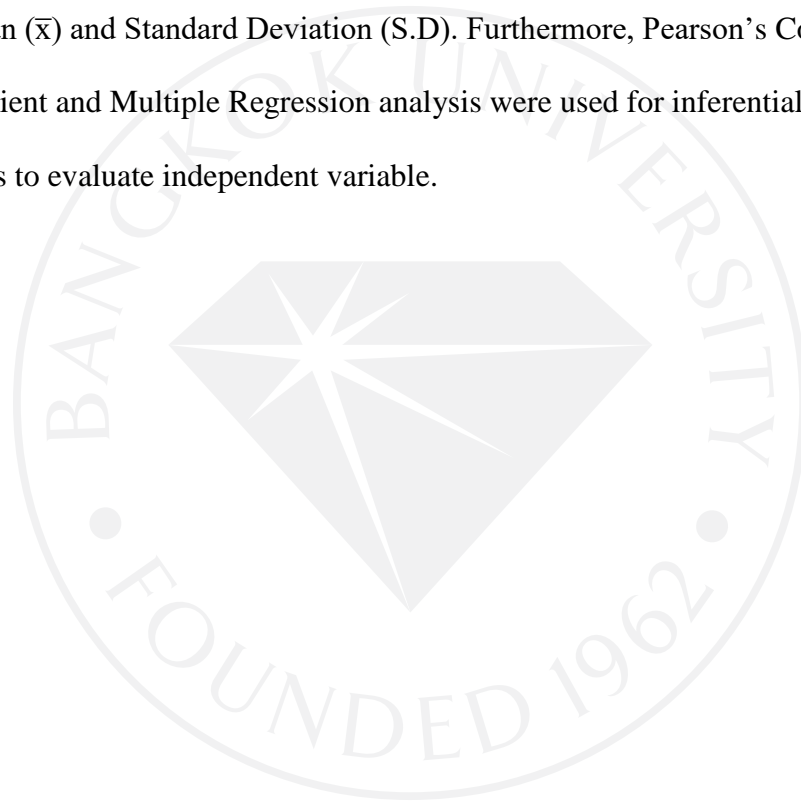 n (x̅) and Standard Deviation (S.D). Furthermore, Pearson’s Co
ient and Multiple Regression analysis were used for inferential
s to evaluate independent variable.
BANGKOK UNIVERSITY
• FOUNDED 1962 •